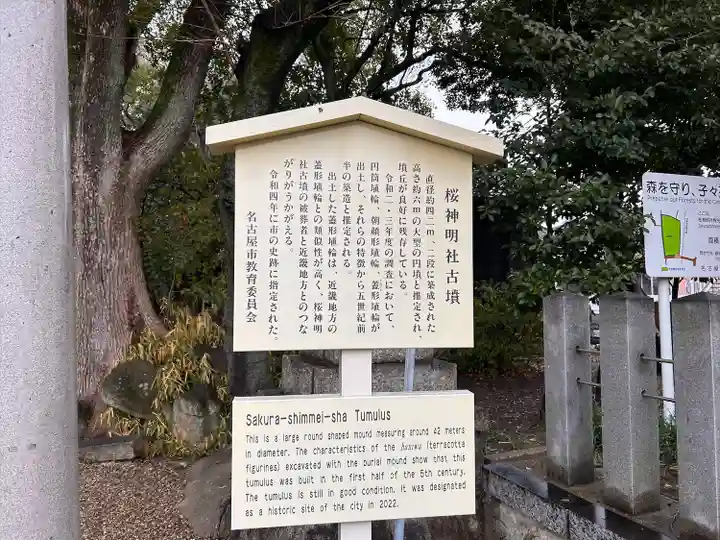 桜神明社古墳
直径約四二m、二段に築成された
高さ約六mの大型の円墳と推定され、
墳丘が良好に残存している。
令和二・三年度の調査において、
円筒埴輪、朝顔形埴輪、蓋形埴輪が
出土し、それらの特徴から五世紀前
半の築造と推定される。
出土した蓋形埴輪は、近畿地方の
蓋形埴輪との類似性が高く、桜神明
社古墳の被葬者と近畿地方とのつな
がりがうかがえる。
令和四年に市の史跡に指定された。
名古屋市教育委員会
Sakura-shimmei-sha Tumulus
This is a large round shaped mound measuring around 42 meters
in diameter. The characteristics of the haniwa (terracotta
figurines) excavated with the burial mound show that this
tumulus was built in the first half of the 5th century.
The tumulus is still in good condition. It was designated
as a historic site of the city in 2022.
森を守り、子々